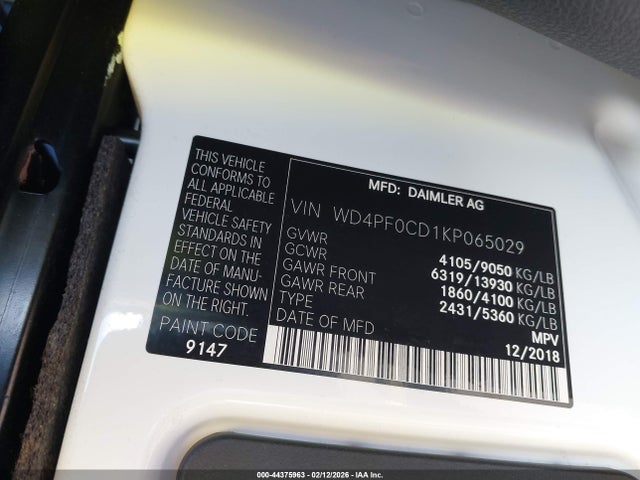 THIS VEHICLE
CONFORMS TO
ALL APPLICABLE
FEDERAL
VEHICLE SAFETY
STANDARDS IN
EFFECT ON THE
DATE OF MANU-
FACTURE SHOWN
ON THE RIGHT.
PAINT CODE
9147
MFD: DAIMLER AG
VIN WD4PF0CD1KP065029
GVWR 4105/9050 KG/LB
GCWR 6319/13930 KG/LB
GAWR FRONT 1860/4100 KG/LB
GAWR REAR 2431/5360 KG/LB
TYPE MPV
DATE OF MFD 12/2018
000-44375963 - 02/12/2026 - IAA Inc.